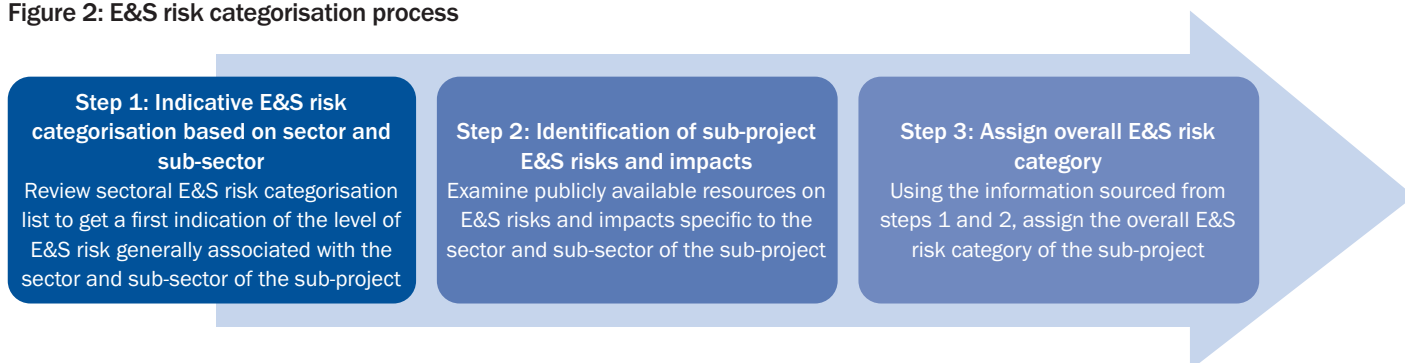 Figure 2: E&S risk categorisation process
Step 1: Indicative E&S risk
categorisation based on sector and
sub-sector
Review sectoral E&S risk categorisation
list to get a first indication of the level of
E&S risk generally associated with the
sector and sub-sector of the sub-project
Step 2: Identification of sub-project
E&S risks and impacts
Examine publicly available resources on
E&S risks and impacts specific to the
sector and sub-sector of the sub-project
Step 3: Assign overall E&S risk
category
Using the information sourced from
steps 1 and 2, assign the overall E&S
risk category of the sub-project